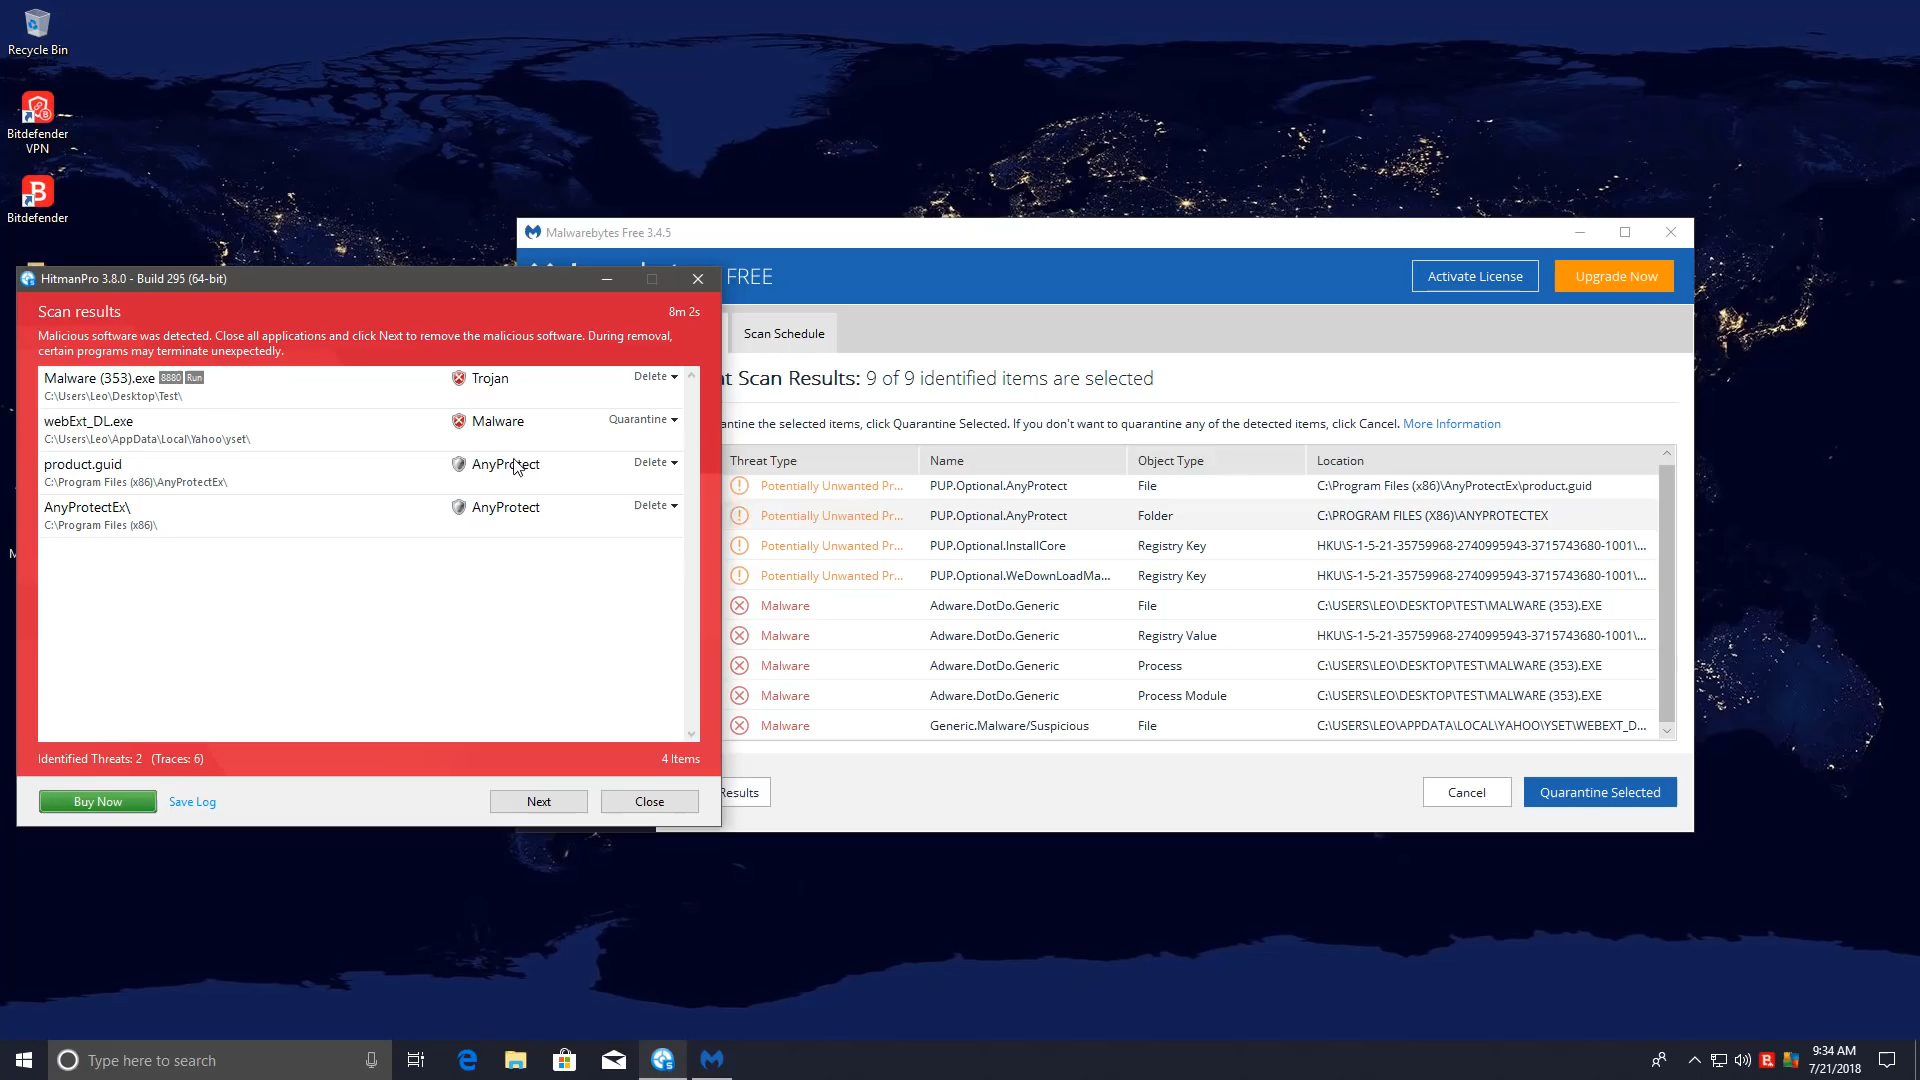 Recycle Bin
Bitdefender
VPN
Bitdefender
Malwarebytes Free 3.4.5
FREE
Activate License
Upgrade Now
Scan Schedule
t Scan Results: 9 of 9 identified items are selected
antine the selected items, click Quarantine Selected. If you don't want to quarantine any of the detected items, click Cancel. More Information
Threat Type Name Object Type Location
Potentially Unwanted Pr... PUP.Optional.AnyProtect File C:\Program Files (x86)\AnyProtectEx\product.guid
Potentially Unwanted Pr... PUP.Optional.AnyProtect Folder C:\PROGRAM FILES (X86)\ANYPROTECTEX
Potentially Unwanted Pr... PUP.Optional.InstallCore Registry Key HKU\S-1-5-21-35759968-2740995943-3715743680-1001\...
Potentially Unwanted Pr... PUP.Optional.WeDownLoadMa... Registry Key HKU\S-1-5-21-35759968-2740995943-3715743680-1001\...
Malware Adware.DotDo.Generic File C:\USERS\LEO\DESKTOP\TEST\MALWARE (353).EXE
Malware Adware.DotDo.Generic Registry Value HKU\S-1-5-21-35759968-2740995943-3715743680-1001\...
Malware Adware.DotDo.Generic Process C:\USERS\LEO\DESKTOP\TEST\MALWARE (353).EXE
Malware Adware.DotDo.Generic Process Module C:\USERS\LEO\DESKTOP\TEST\MALWARE (353).EXE
Malware Generic.Malware/Suspicious File C:\USERS\LEO\APPDATA\LOCAL\YAHOO\YSET\WEBEXT_D...
Results
Cancel
Quarantine Selected
HitmanPro 3.8.0 - Build 295 (64-bit)
Scan results 8m 2s
Malicious software was detected. Close all applications and click Next to remove the malicious software. During removal,
certain programs may terminate unexpectedly.
Malware (353).exe 8880 Run Trojan Delete
C:\Users\Leo\Desktop\Test\
webExt_DL.exe Malware Quarantine
C:\Users\Leo\AppData\Local\Yahoo\yset\
product.guid AnyProtect Delete
C:\Program Files (x86)\AnyProtectEx\
AnyProtectEx\ AnyProtect Delete
C:\Program Files (x86)\
Identified Threats: 2 (Traces: 6) 4 Items
Buy Now
Save Log
Next
Close
Type here to search
9:34 AM
7/21/2018